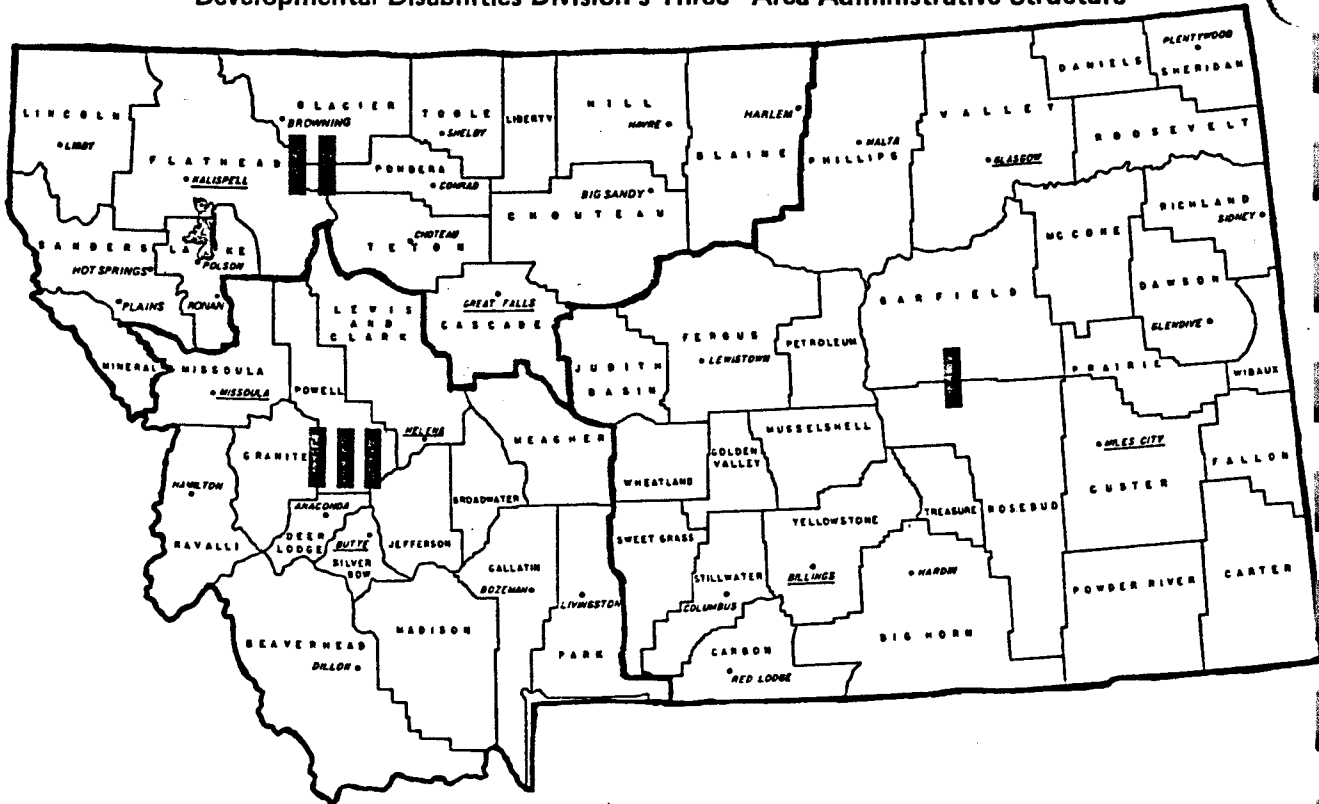 Developmental Disabilities Division's Three - Area Administrative Structure
PLENTYWOOD
SHERIDAN
DANIELS
LINCOLN
LIBBY
GLACIER
BROWNING
TOOLE
SHELBY
LIBERTY
HILL
HAVRE
HARLEM
BLAINE
PHILLIPS
MALTA
VALLEY
GLASGOW
ROOSEVELT
FLATHEAD
KALISPELL
PONDERA
CONRAD
BIG SANDY
CHOUTEAU
RICHLAND
SIDNEY
MC CONE
SANDERS
LAKE
POLSON
HOT SPRINGS
PLAINS
RONAN
CHOTEAU
TETON
LEWIS
AND
CLARK
GREAT FALLS
CASCADE
JUDITH
BASIN
FERGUS
LEWISTOWN
PETROLEUM
GARFIELD
DAWSON
GLENDIVE
PRAIRIE
WIBAUX
MINERAL
MISSOULA
MISSOULA
POWELL
HELENA
MEAGHER
GOLDEN
VALLEY
MUSSELSHELL
MILES CITY
CUSTER
FALLON
GRANITE
HAMILTON
RAVALLI
ANACONDA
DEER
LODGE
BUTTE
SILVER
BOW
JEFFERSON
BROADWATER
WHEATLAND
SWEET GRASS
YELLOWSTONE
TREASURE
ROSEBUD
GALLATIN
BOZEMAN
LIVINGSTON
PARK
STILLWATER
COLUMBUS
BILLINGS
HARDIN
BIG HORN
POWDER RIVER
CARTER
BEAVERHEAD
DILLON
MADISON
CARBON
RED LODGE